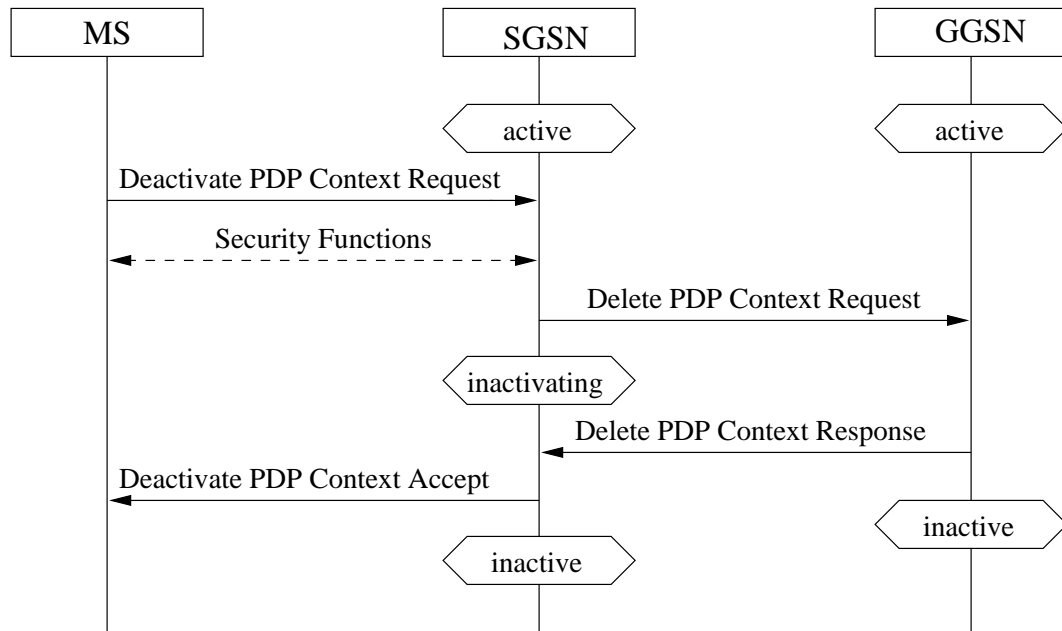 MS
SGSN
GGSN
active
active
Deactivate PDP Context Request
Security Functions
Delete PDP Context Request
inactivating
Delete PDP Context Response
Deactivate PDP Context Accept
inactive
inactive